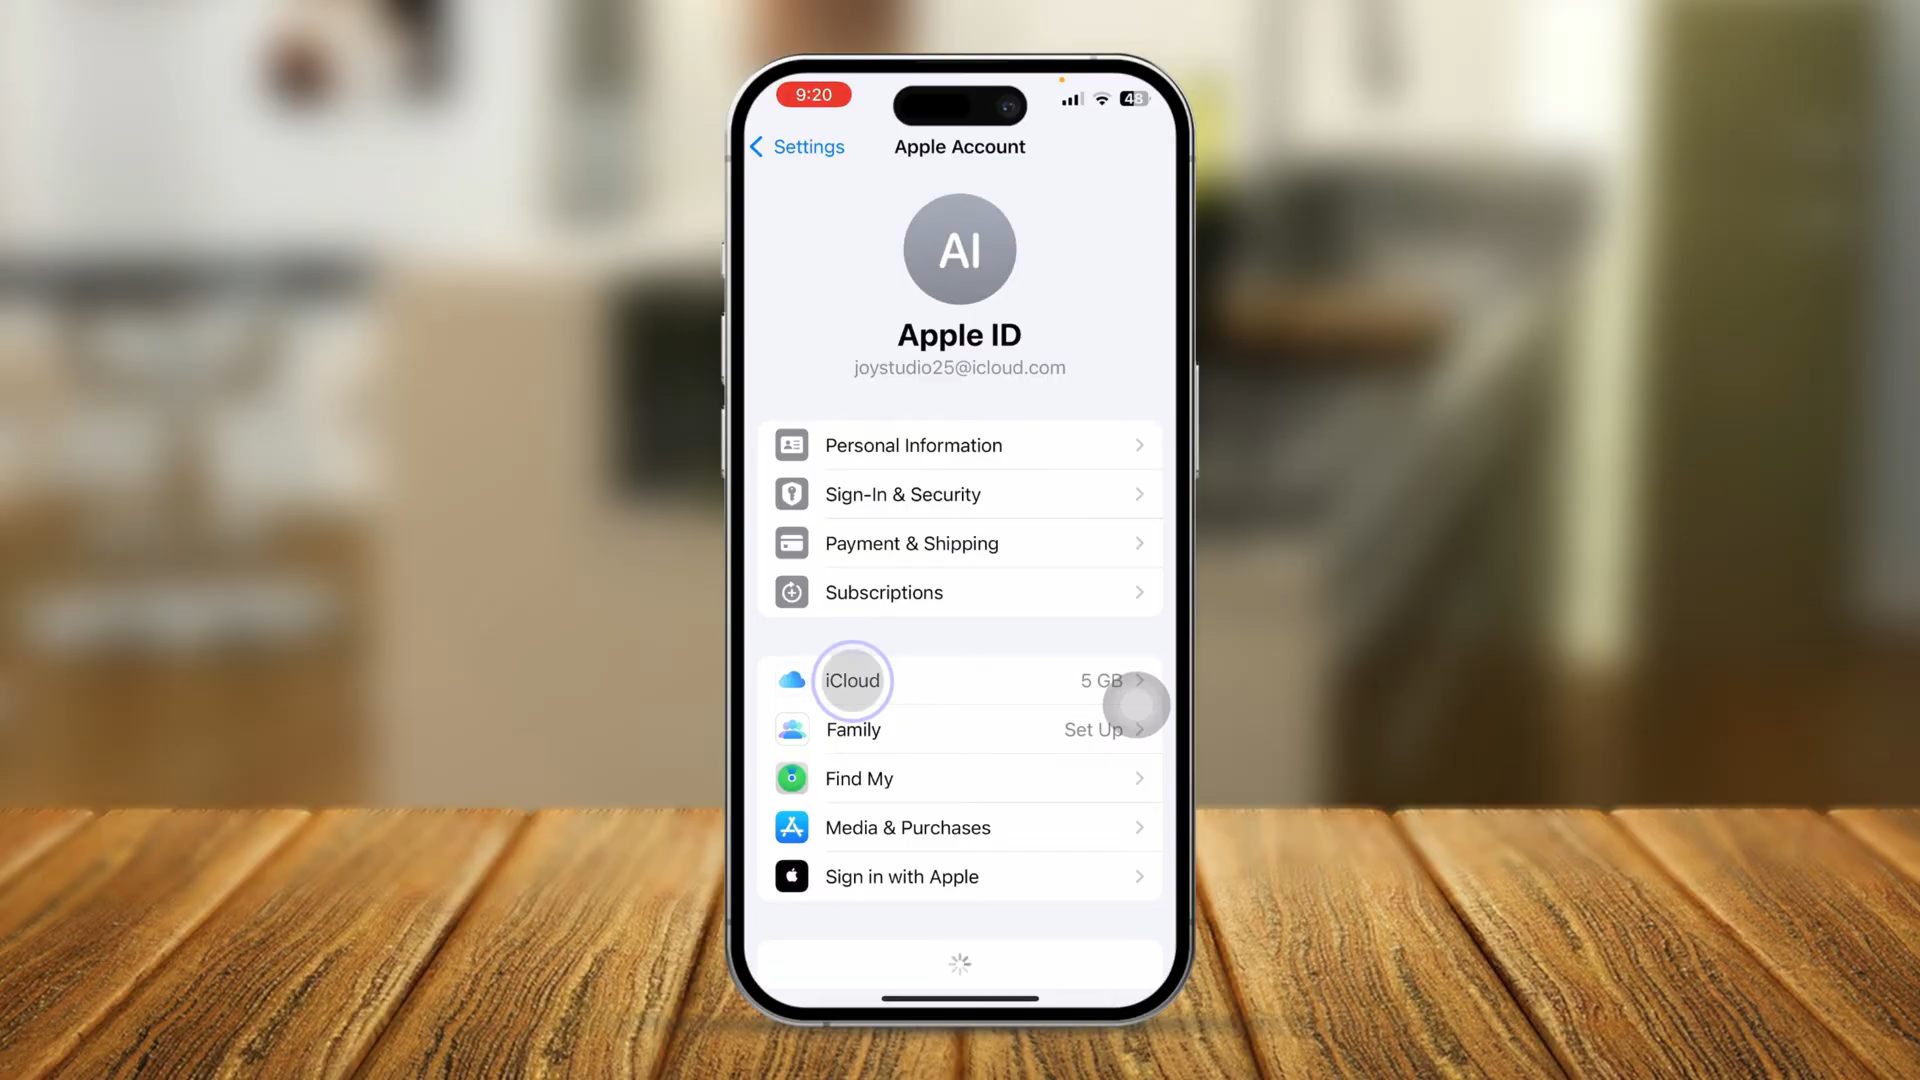 9:20
48
Settings
Apple Account
AI
Apple ID
joystudio25@icloud.com
Personal Information
Sign-In & Security
Payment & Shipping
Subscriptions
iCloud
5 GB
Family
Set Up
Find My
Media & Purchases
Sign in with Apple